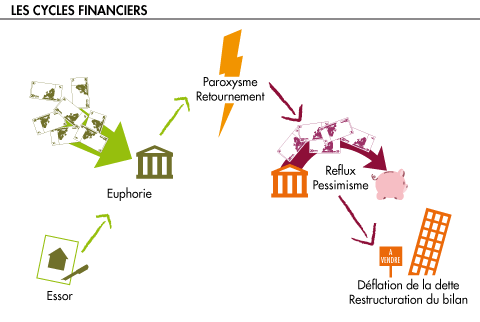 LES CYCLES FINANCIERS
Paroxysme
Retournement
Euphorie
Reflux
Pessimisme
Essor
A
VENDRE
Déflation de la dette
Restructuration du bilan